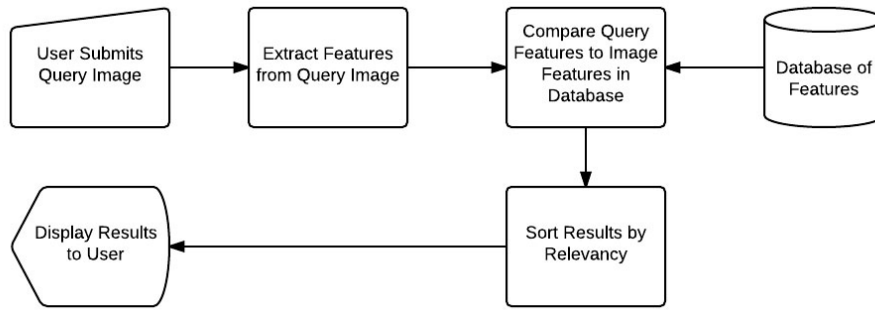 User Submits
Query Image
Extract Features
from Query Image
Compare Query
Features to Image
Features in
Database
Database of
Features
Display Results
to User
Sort Results by
Relevancy